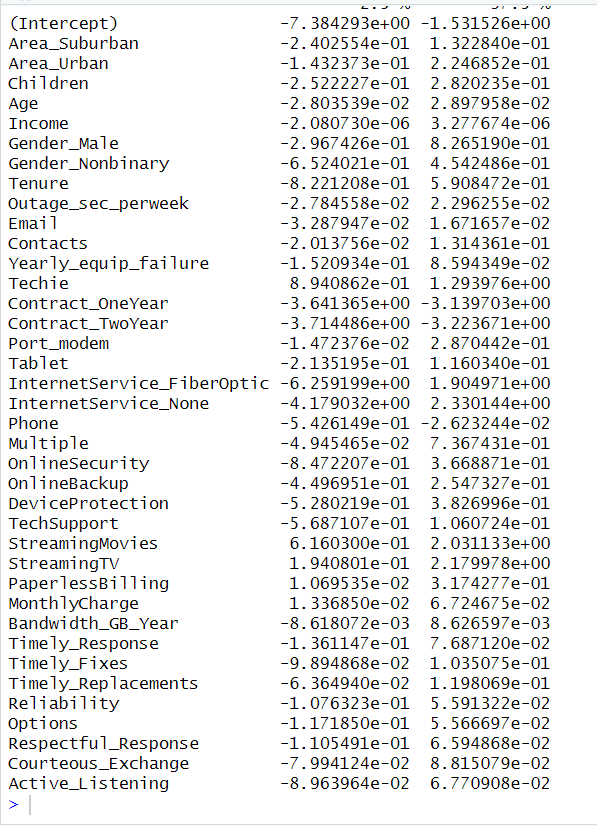 (Intercept) -7.384293e+00 -1.531526e+00
Area_Suburban -2.402554e-01 1.322840e-01
Area_Urban -1.432373e-01 2.246852e-01
Children -2.522227e-01 2.820235e-01
Age -2.803539e-02 2.897958e-02
Income -2.080730e-06 3.277674e-06
Gender_Male -2.967426e-01 8.265190e-01
Gender_Nonbinary -6.524021e-01 4.542486e-01
Tenure -8.221208e-01 5.908472e-01
Outage_sec_perweek -2.784558e-02 2.296255e-02
Email -3.287947e-02 1.671657e-02
Contacts -2.013756e-02 1.314361e-01
Yearly_equip_failure -1.520934e-01 8.594349e-02
Techie 8.940862e-01 1.293976e+00
Contract_OneYear -3.641365e+00 -3.139703e+00
Contract_TwoYear -3.714486e+00 -3.223671e+00
Port_modem -1.472376e-02 2.870442e-01
Tablet -2.135195e-01 1.160340e-01
InternetService_FiberOptic -6.259199e+00 1.904971e+00
InternetService_None -4.179032e+00 2.330144e+00
Phone -5.426149e-01 -2.623244e-02
Multiple -4.945465e-02 7.367431e-01
OnlineSecurity -8.472207e-01 3.668871e-01
OnlineBackup -4.496951e-01 2.547327e-01
DeviceProtection -5.280219e-01 3.826996e-01
TechSupport -5.687107e-01 1.060724e-01
StreamingMovies 6.160300e-01 2.031133e+00
StreamingTV 1.940801e-01 2.179978e+00
PaperlessBilling 1.069535e-02 3.174277e-01
MonthlyCharge 1.336850e-02 6.724675e-02
Bandwidth_GB_Year -8.618072e-03 8.626597e-03
Timely_Response -1.361147e-01 7.687120e-02
Timely_Fixes -9.894868e-02 1.035075e-01
Timely_Replacements -6.364940e-02 1.198069e-01
Reliability -1.076323e-01 5.591322e-02
Options -1.171850e-01 5.566697e-02
Respectful_Response -1.105491e-01 6.594868e-02
Courteous_Exchange -7.994124e-02 8.815079e-02
Active_Listening -8.963964e-02 6.770908e-02
>